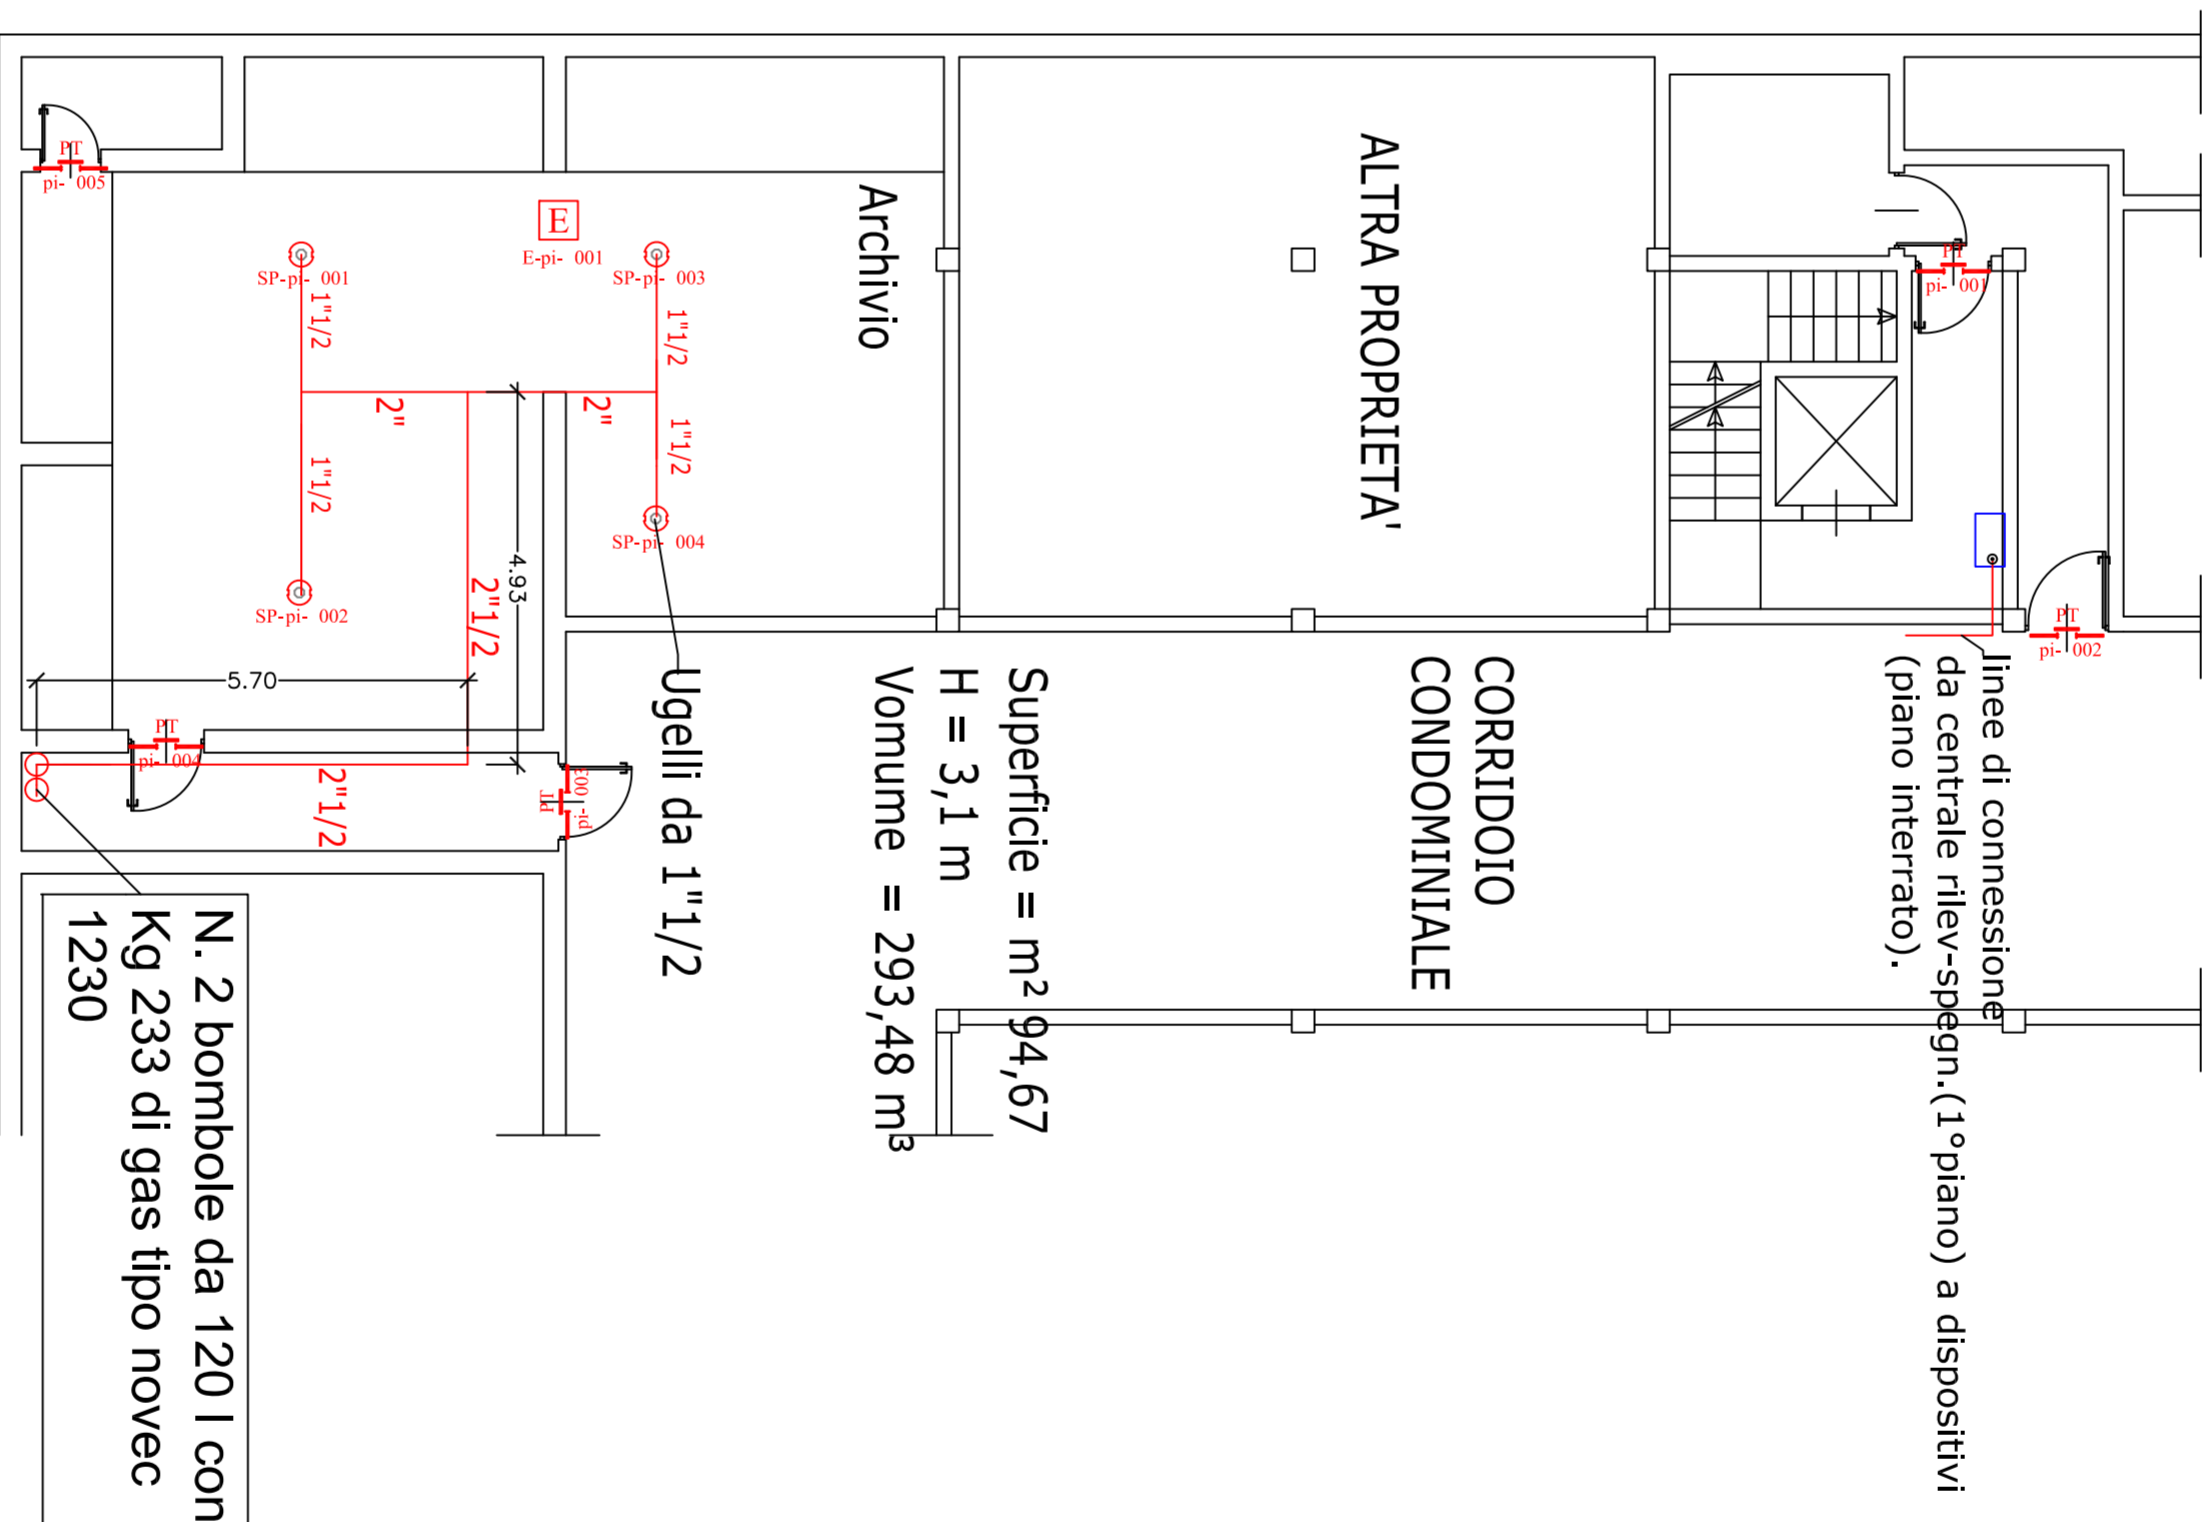 PT
pi- 005
E
E-pi- 001
SP-pi- 001
SP-pi- 003
1"1/2
1"1/2
Archivio
ALTRA PROPRIETA'
PT
pi- 001
2"
2"
1"1/2
1"1/2
SP-pi- 004
SP-pi- 002
4.93
2"1/2
5.70
PT
pi- 004
2"1/2
PT
pi- 003
Ugelli da 1"1/2
Superficie = m² 94,67
H = 3,1 m
Vomume = 293,48 m³
CORRIDOIO
CONDOMINIALE
PT
pi- 002
linee di connessione
da centrale rilev-spegn.(1°piano) a dispositivi
(piano interrato).
N. 2 bombole da 120 l con
Kg 233 di gas tipo novec
1230